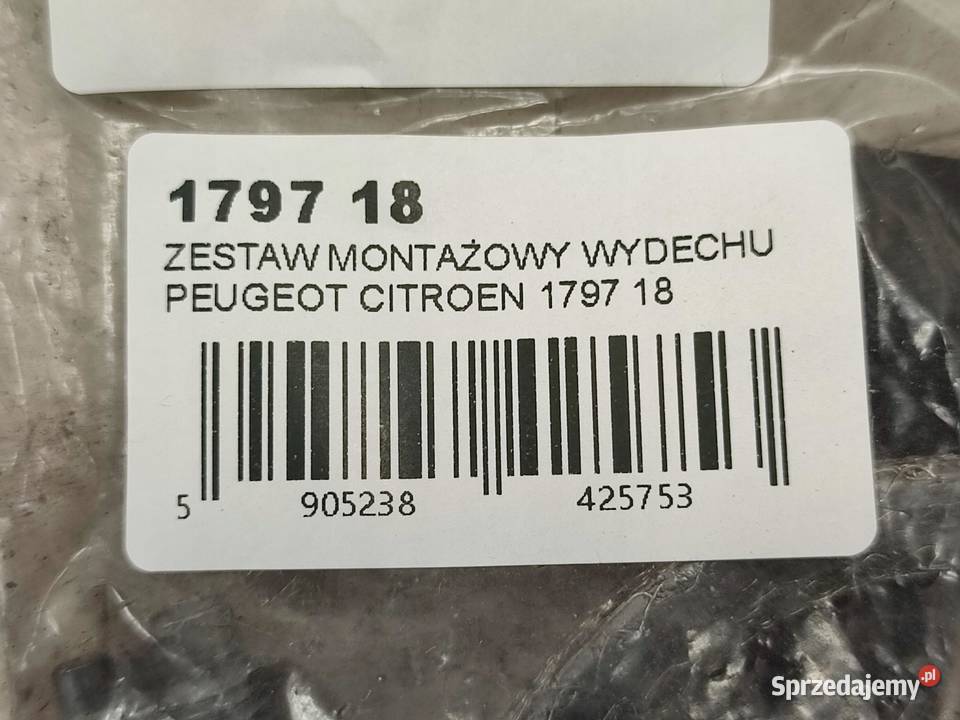 1797 18
ZESTAW MONTAŻOWY WYDECHU
PEUGEOT CITROEN 1797 18
5 905238 425753
Sprzedajemy.pl